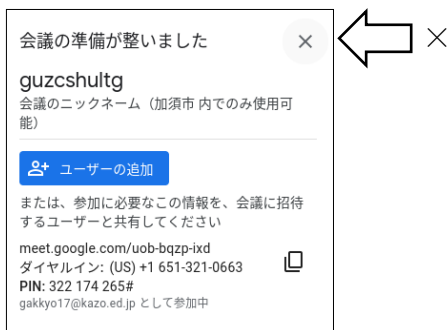 会議の準備が整いました
×
guzcshultg
会議のニックネーム（加須市 内でのみ使用可
能）
ユーザーの追加
または、参加に必要なこの情報を、会議に招待
するユーザーと共有してください
meet.google.com/uob-bqzp-ixd
ダイヤルイン: (US) +1 651-321-0663
PIN: 322 174 265#
gakkyo17@kazo.ed.jp として参加中